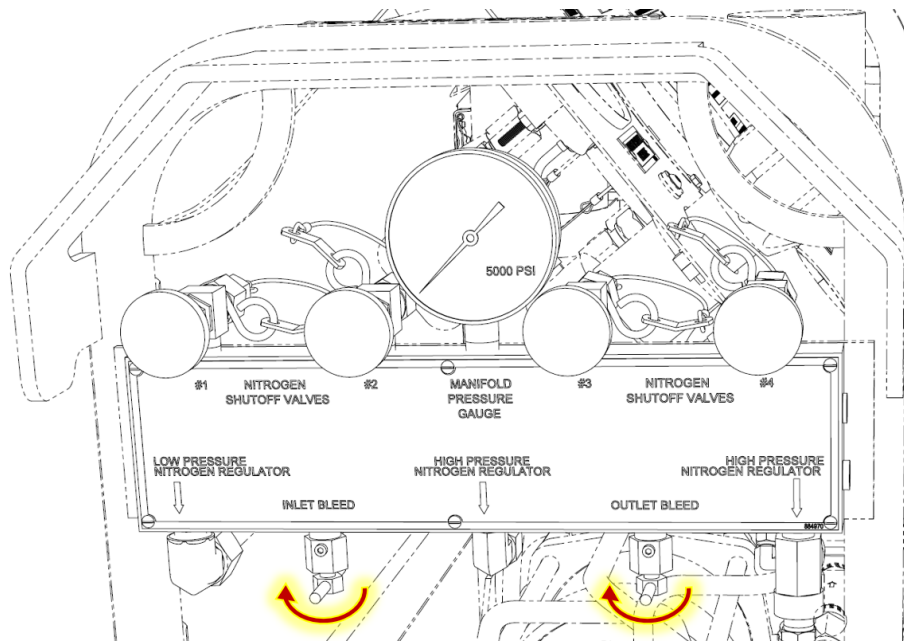 5000 PSI
#1
NITROGEN
SHUTOFF VALVES
#2
MANIFOLD
PRESSURE
GAUGE
#3
NITROGEN
SHUTOFF VALVES
#4
LOW PRESSURE
NITROGEN REGULATOR
HIGH PRESSURE
NITROGEN REGULATOR
HIGH PRESSURE
NITROGEN REGULATOR
INLET BLEED
OUTLET BLEED
884970